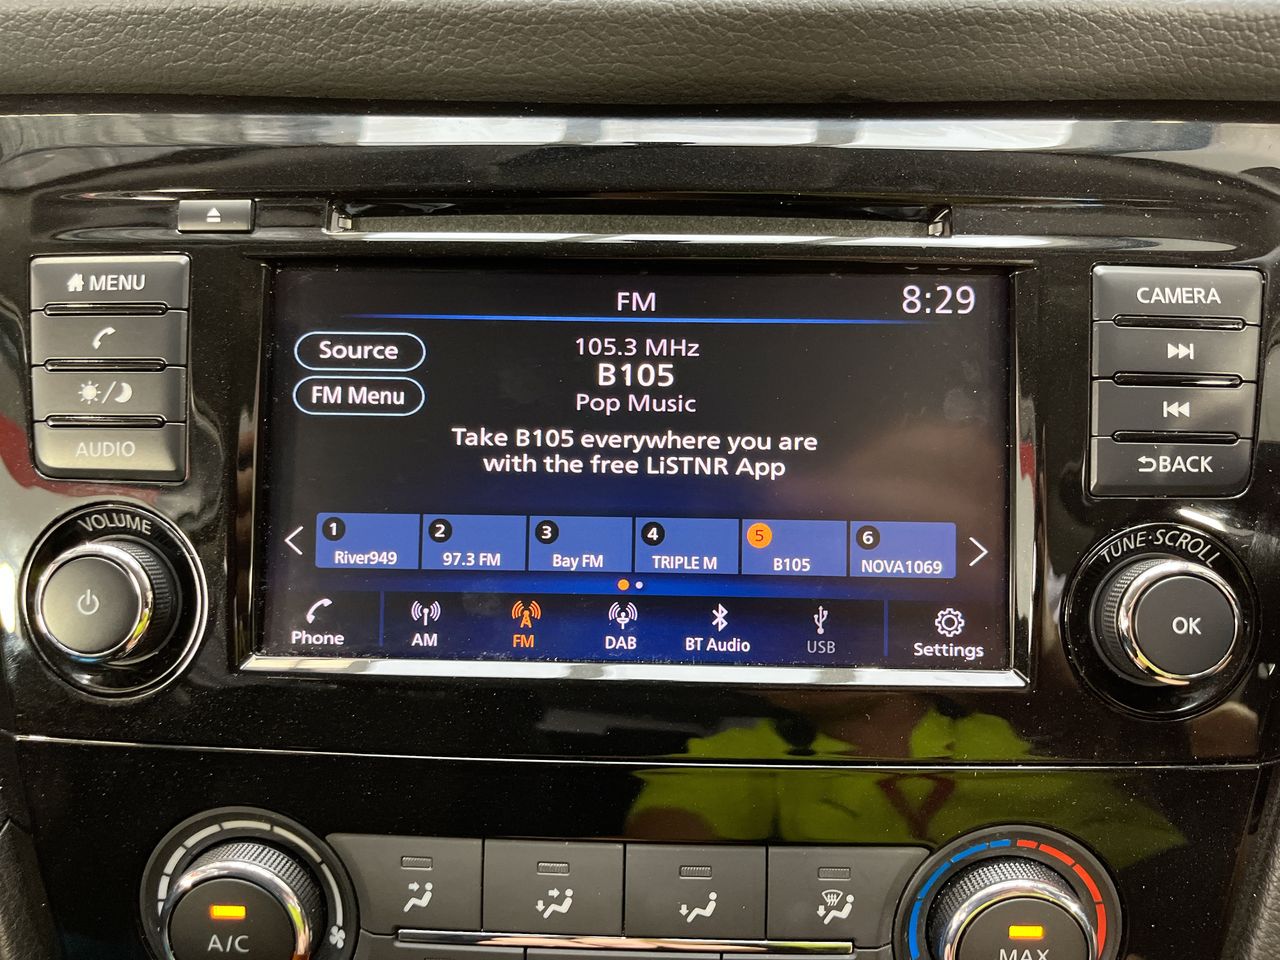 MENU
AUDIO
VOLUME
FM
8:29
Source
FM Menu
105.3 MHz
B105
Pop Music
Take B105 everywhere you are
with the free LiSTNR App
1
River949
2
97.3 FM
3
Bay FM
4
TRIPLE M
5
B105
6
NOVA1069
Phone
AM
FM
DAB
BT Audio
USB
Settings
CAMERA
BACK
TUNE·SCROLL
OK
A/C
MAX